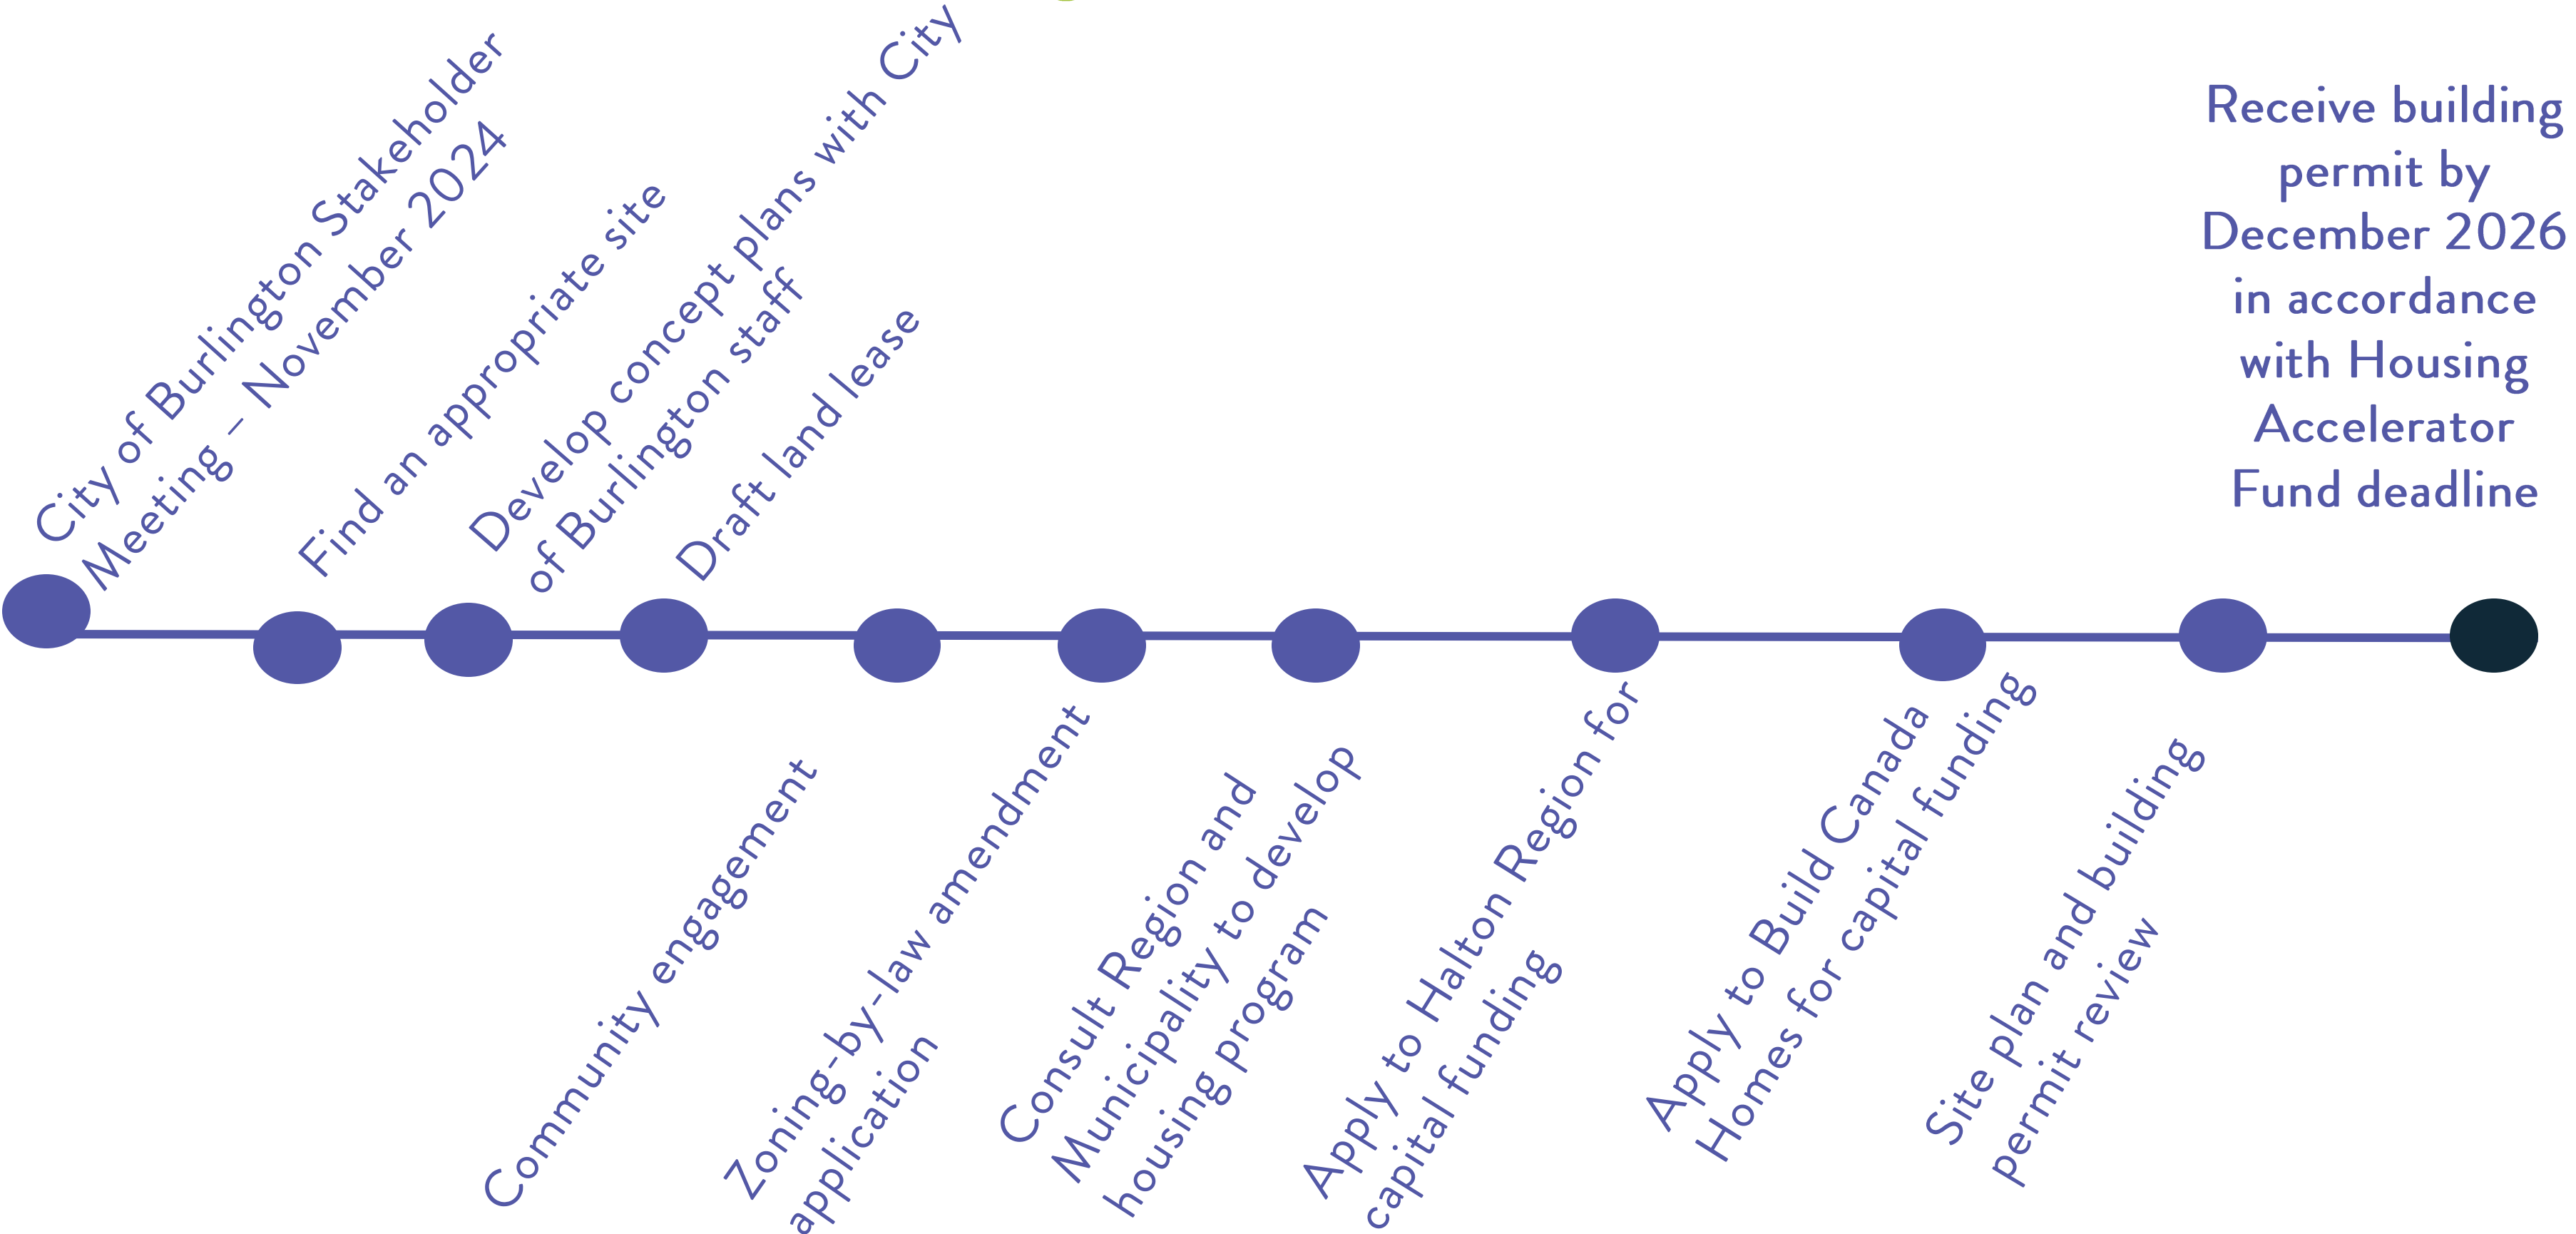 City of Burlington Stakeholder
Meeting – November 2024
Find an appropriate site
Develop concept plans with City
of Burlington staff
Draft land lease
Community engagement
Zoning-by-law amendment
application
Consult Region and
Municipality to develop
housing program
Apply to Halton Region for
capital funding
Apply to Build Canada
Homes for capital funding
Site plan and building
permit review
Receive building
permit by
December 2026
in accordance
with Housing
Accelerator
Fund deadline